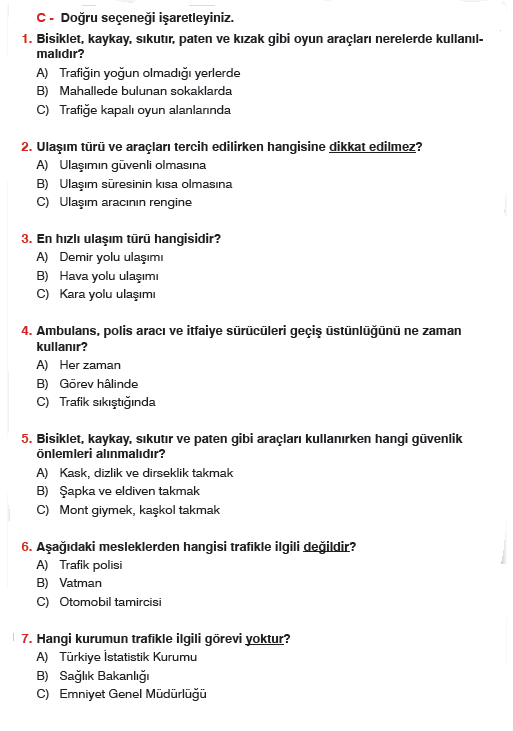 C - Doğru seçeneği işaretleyiniz.
1. Bisiklet, kaykay, sıkutır, paten ve kızak gibi oyun araçları nerelerde kullanıl-
malıdır?
A) Trafiğin yoğun olmadığı yerlerde
B) Mahallede bulunan sokaklarda
C) Trafiğe kapalı oyun alanlarında
2. Ulaşım türü ve araçları tercih edilirken hangisine dikkat edilmez?
A) Ulaşımın güvenli olmasına
B) Ulaşım süresinin kısa olmasına
C) Ulaşım aracının rengine
3. En hızlı ulaşım türü hangisidir?
A) Demir yolu ulaşımı
B) Hava yolu ulaşımı
C) Kara yolu ulaşımı
4. Ambulans, polis aracı ve itfaiye sürücüleri geçiş üstünlüğünü ne zaman
kullanır?
A) Her zaman
B) Görev hâlinde
C) Trafik sıkıştığında
5. Bisiklet, kaykay, sıkutır ve paten gibi araçları kullanırken hangi güvenlik
önlemleri alınmalıdır?
A) Kask, dizlik ve dirseklik takmak
B) Şapka ve eldiven takmak
C) Mont giymek, kaşkol takmak
6. Aşağıdaki mesleklerden hangisi trafikle ilgili değildir?
A) Trafik polisi
B) Vatman
C) Otomobil tamircisi
7. Hangi kurumun trafikle ilgili görevi yoktur?
A) Türkiye İstatistik Kurumu
B) Sağlık Bakanlığı
C) Emniyet Genel Müdürlüğü